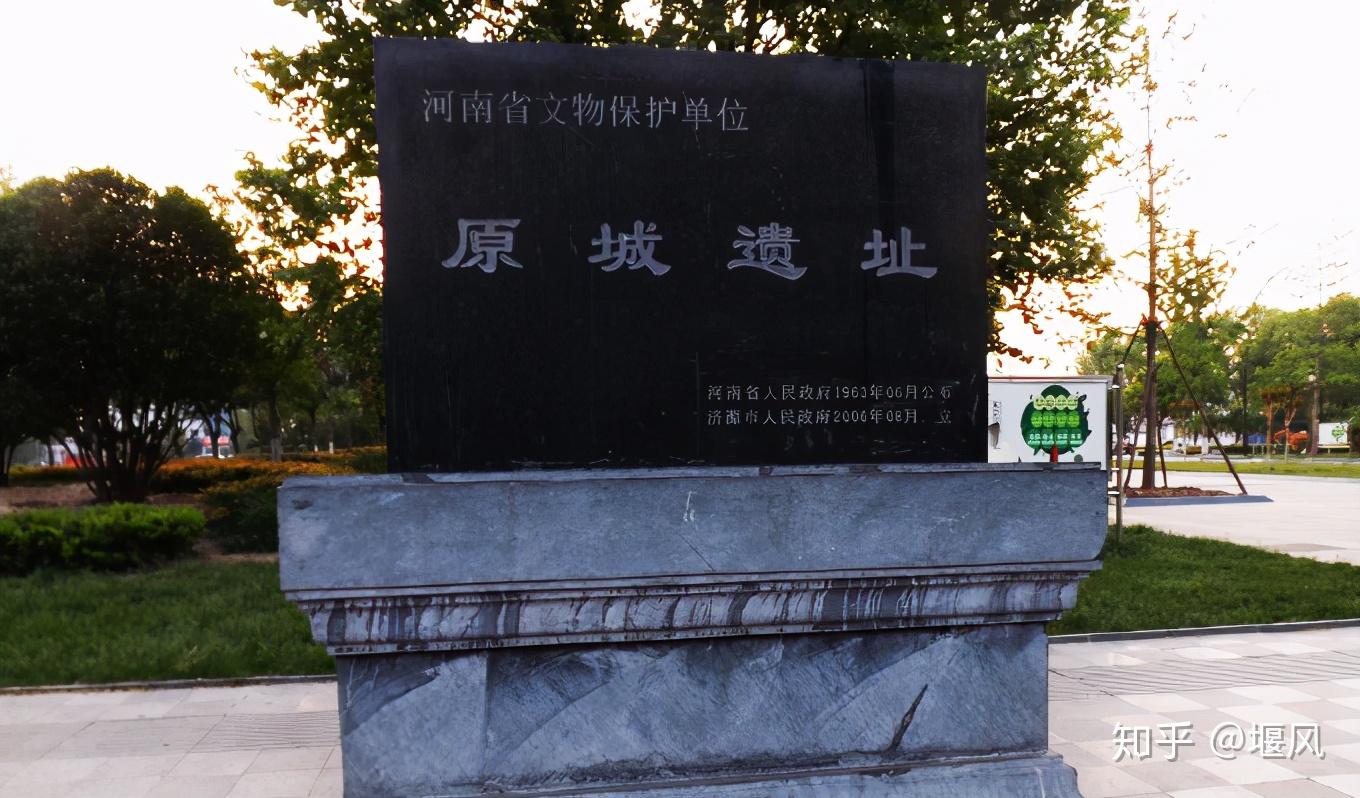 河南省文物保护单位
原城遗址
河南省人民政府1963年06月公布
济源市人民政府2006年08月 立
知乎 @堰风